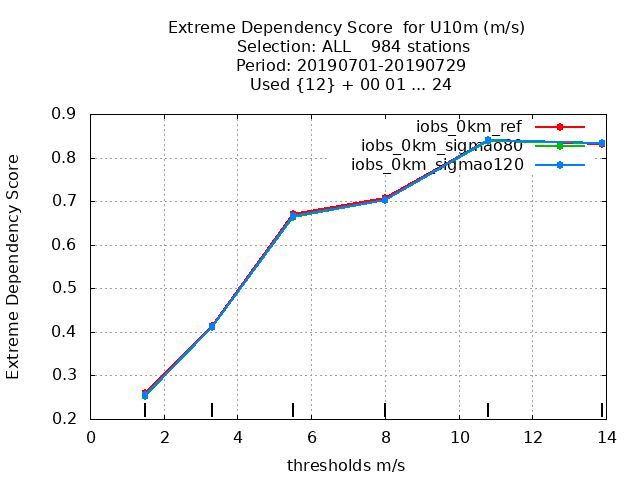 Extreme Dependency Score  for U10m (m/s)
Selection: ALL    984 stations
Period: 20190701-20190729
Used {12} + 00 01 ... 24
iobs_0km_ref
iobs_0km_sigmao80
iobs_0km_sigmao120
Extreme Dependency Score
0.9
0.8
0.7
0.6
0.5
0.4
0.3
0.2
0 2 4 6 8 10 12 14
thresholds m/s